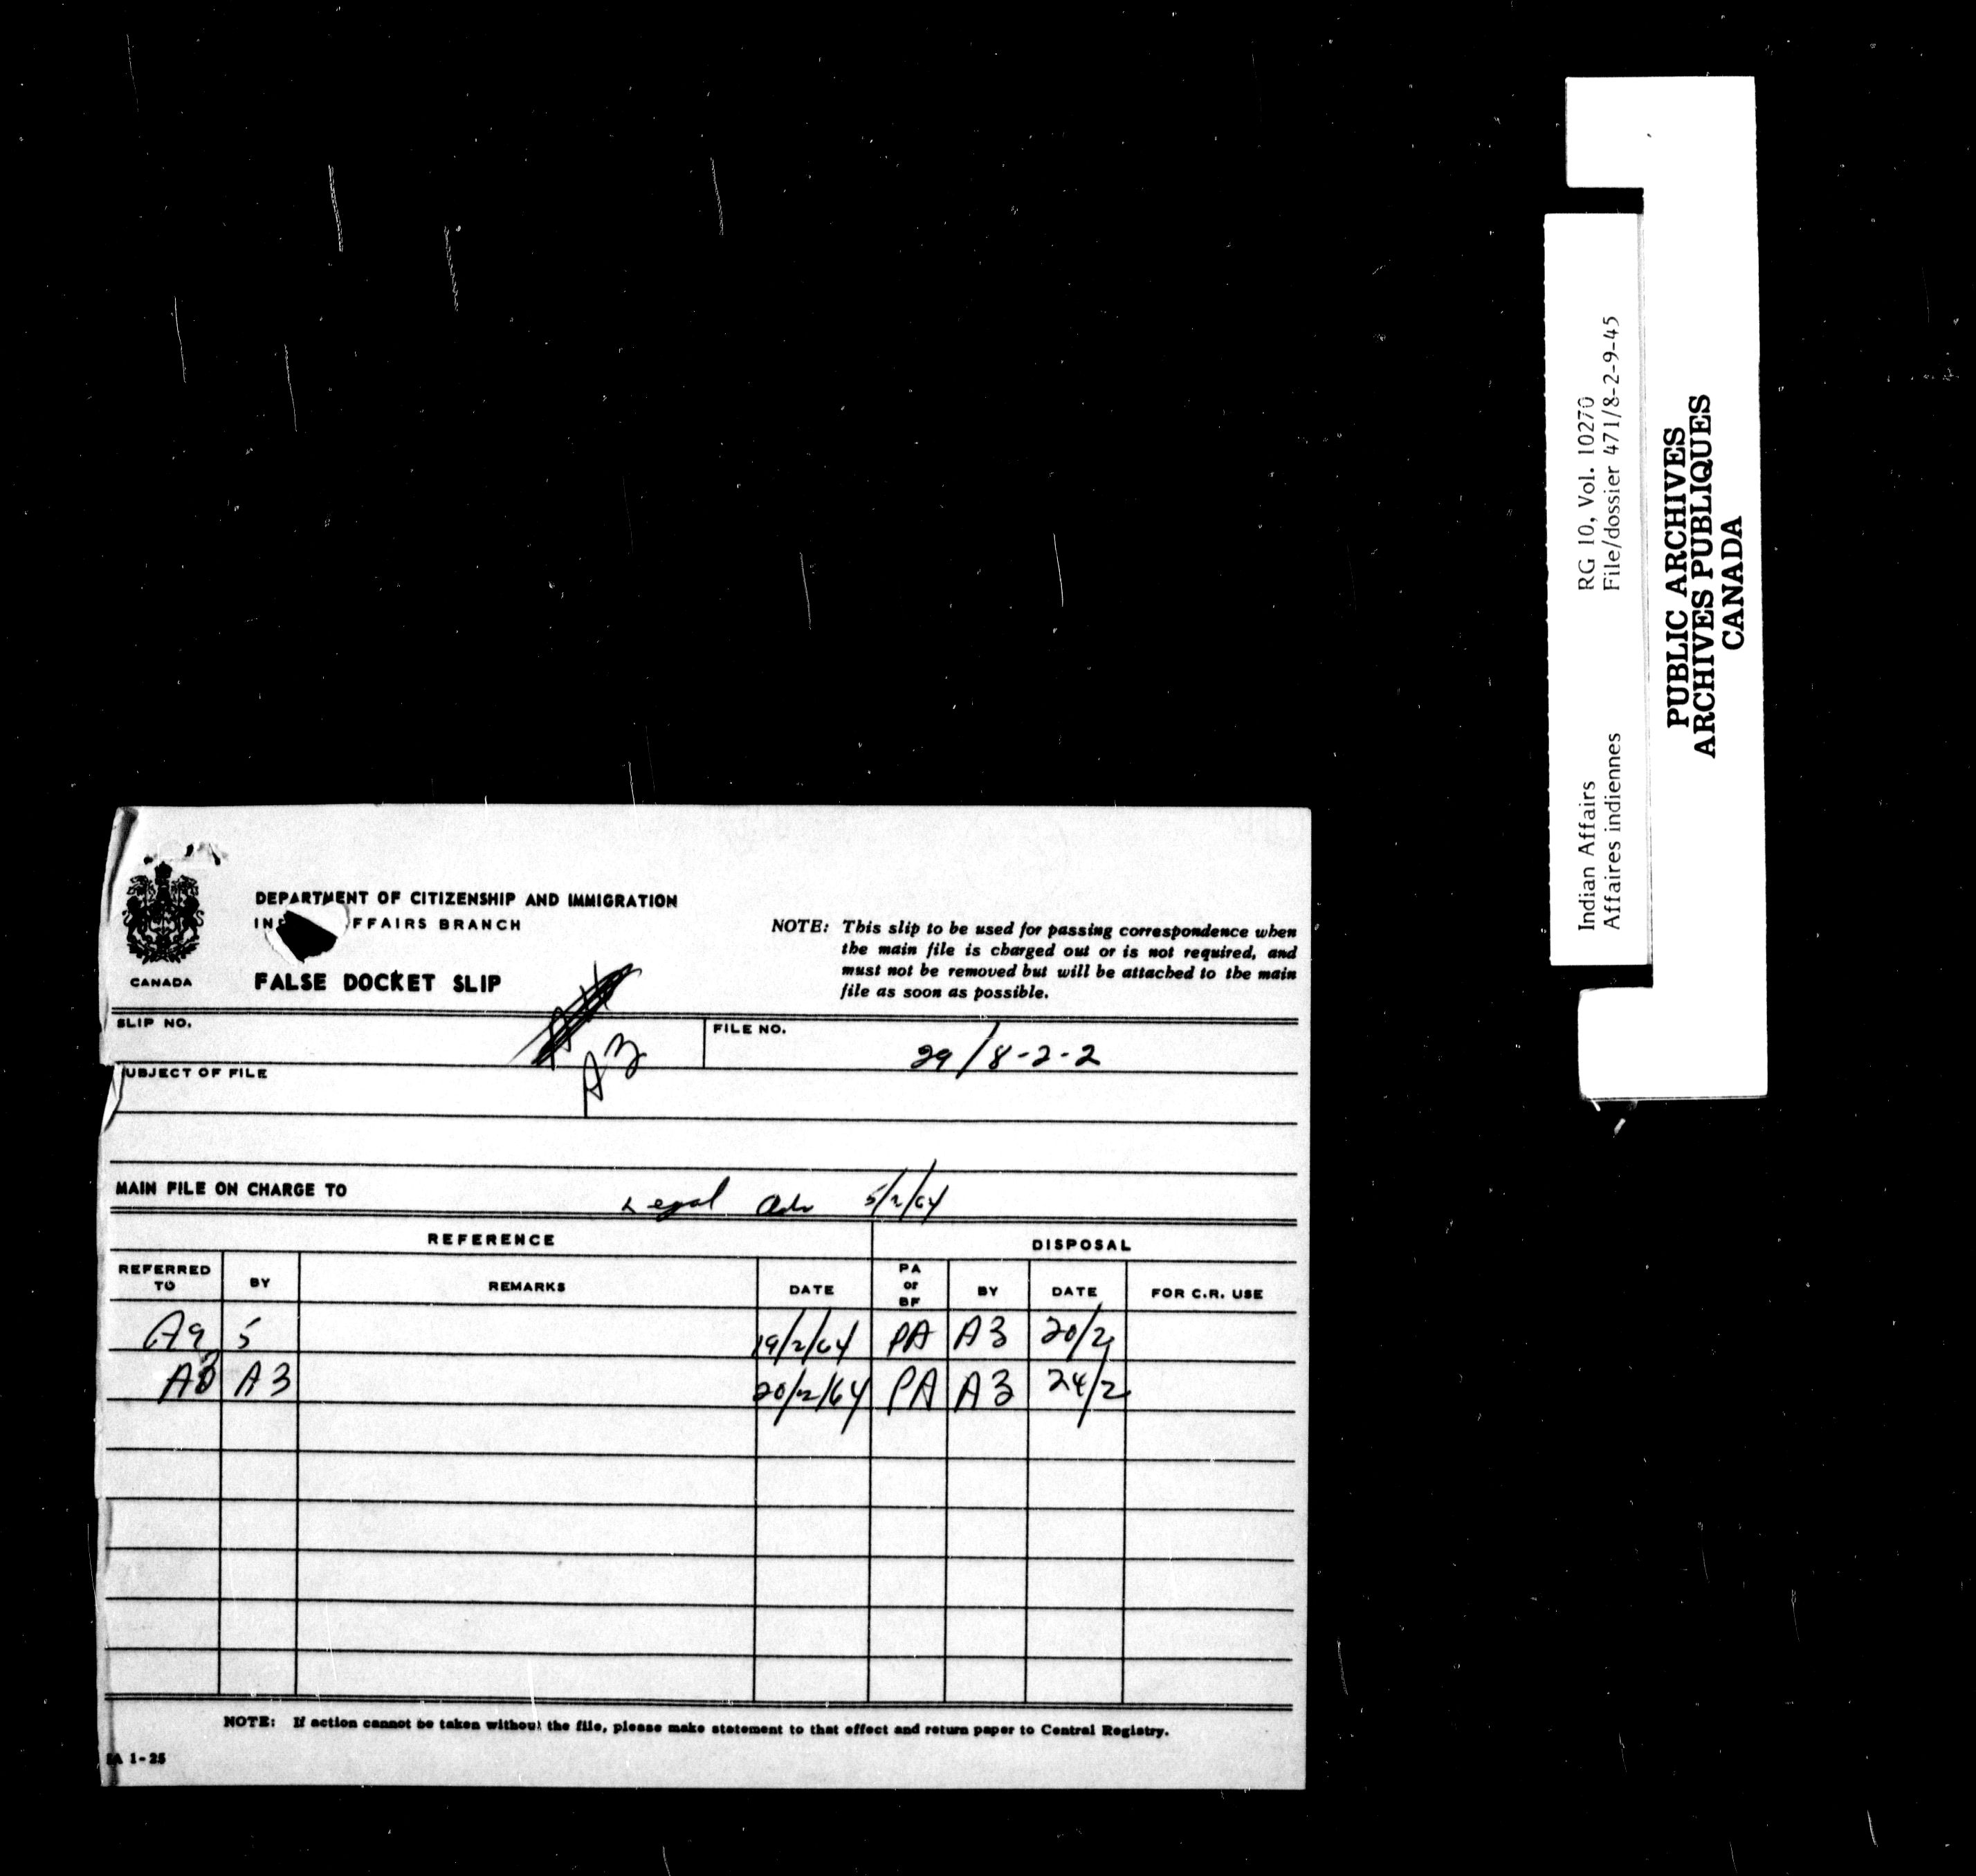 DEPARTMENT OF CITIZENSHIP AND IMMIGRATION
IND FFAIRS BRANCH
CANADA
FALSE DOCKET SLIP
NOTE: This slip to be used for passing correspondence when
the main file is charged out or is not required, and
must not be removed but will be attached to the main
file as soon as possible.
SLIP NO.
A3
FILE NO.
29/8-2-2
UBJECT OF FILE
MAIN FILE ON CHARGE TO Legal Adv 5/2/64
REFERENCE DISPOSAL
REFERRED TO BY REMARKS DATE PA or BF BY DATE FOR C.R. USE
A9 5 19/2/64 PA A3 20/2
A3 A3 20/2/64 PA A3 24/2
NOTE: If action cannot be taken without the file, please make statement to that effect and return paper to Central Registry.
IA 1-25
Indian Affairs RG 10, Vol. 10270
Affaires indiennes File/dossier 471/8-2-9-45
PUBLIC ARCHIVES
ARCHIVES PUBLIQUES
CANADA